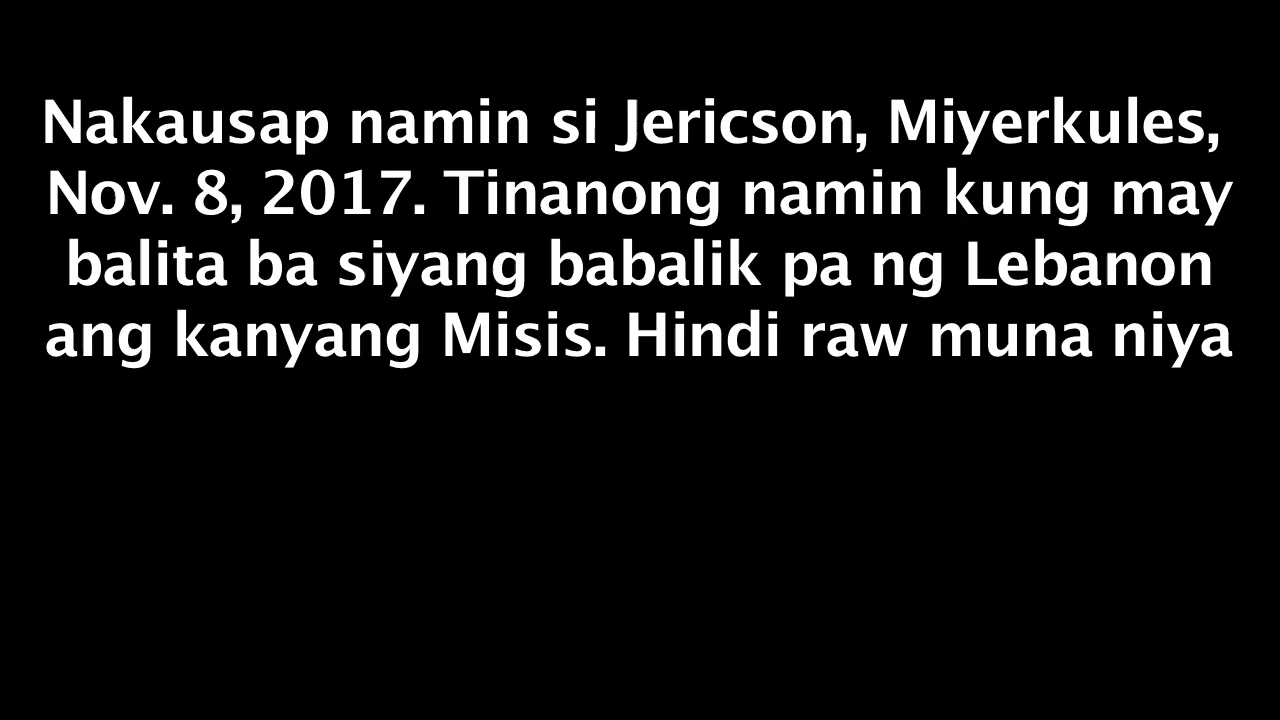 Nakausap namin si Jericson, Miyerkules,
Nov. 8, 2017. Tinanong namin kung may
balita ba siyang babalik pa ng Lebanon
ang kanyang Misis. Hindi raw muna niya